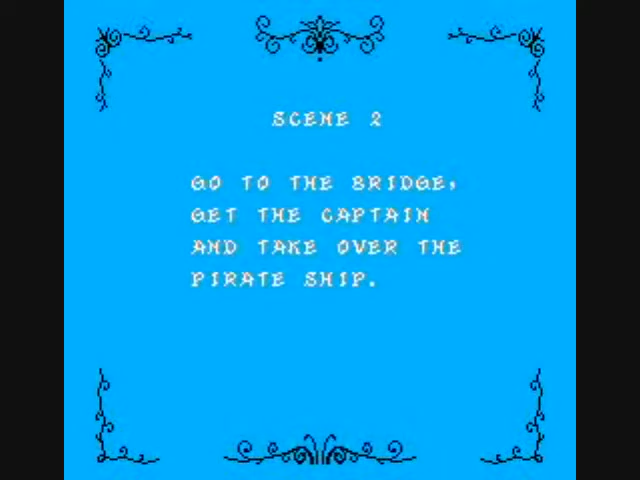 SCENE 2
GO TO THE BRIDGE,
GET THE CAPTAIN
AND TAKE OVER THE
PIRATE SHIP.